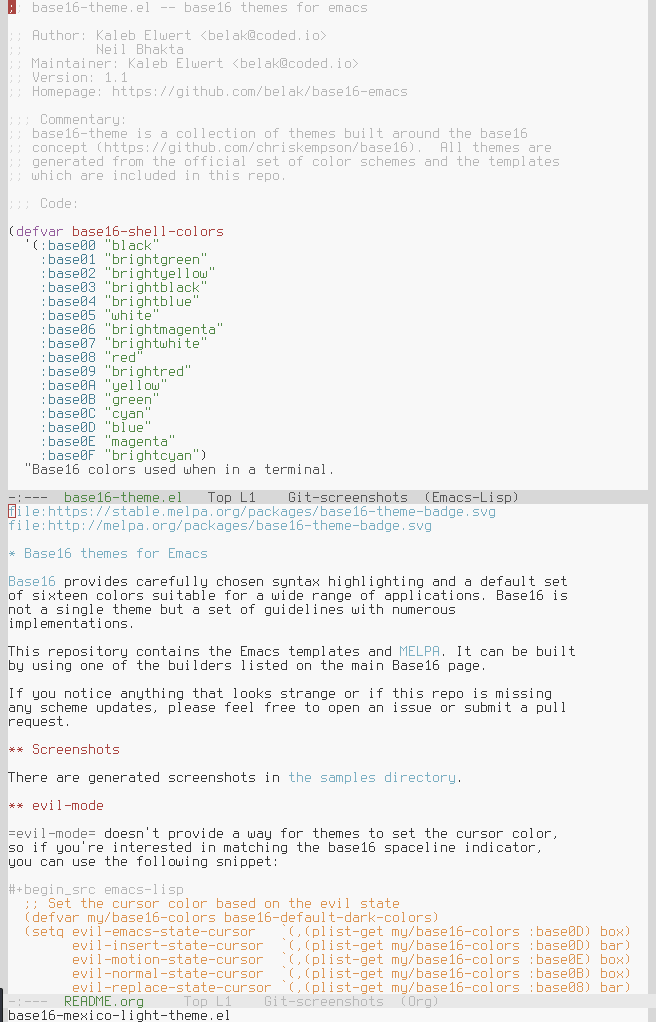 ;; base16-theme.el -- base16 themes for emacs

;; Author: Kaleb Elwert <belak@coded.io>
;;         Neil Bhakta
;; Maintainer: Kaleb Elwert <belak@coded.io>
;; Version: 1.1
;; Homepage: https://github.com/belak/base16-emacs

;;; Commentary:
;; base16-theme is a collection of themes built around the base16
;; concept (https://github.com/chriskempson/base16).  All themes are
;; generated from the official set of color schemes and the templates
;; which are included in this repo.

;;; Code:

(defvar base16-shell-colors
  '(:base00 "black"
    :base01 "brightgreen"
    :base02 "brightyellow"
    :base03 "brightblack"
    :base04 "brightblue"
    :base05 "white"
    :base06 "brightmagenta"
    :base07 "brightwhite"
    :base08 "red"
    :base09 "brightred"
    :base0A "yellow"
    :base0B "green"
    :base0C "cyan"
    :base0D "blue"
    :base0E "magenta"
    :base0F "brightcyan")
  "Base16 colors used when in a terminal.

-:---  base16-theme.el   Top L1    Git-screenshots  (Emacs-Lisp)
file:https://stable.melpa.org/packages/base16-theme-badge.svg
file:http://melpa.org/packages/base16-theme-badge.svg

* Base16 themes for Emacs

Base16 provides carefully chosen syntax highlighting and a default set
of sixteen colors suitable for a wide range of applications. Base16 is
not a single theme but a set of guidelines with numerous
implementations.

This repository contains the Emacs templates and MELPA. It can be built
by using one of the builders listed on the main Base16 page.

If you notice anything that looks strange or if this repo is missing
any scheme updates, please feel free to open an issue or submit a pull
request.

** Screenshots

There are generated screenshots in the samples directory.

** evil-mode

=evil-mode= doesn't provide a way for themes to set the cursor color,
so if you're interested in matching the base16 spaceline indicator,
you can use the following snippet:

#+begin_src emacs-lisp
  ;; Set the cursor color based on the evil state
  (defvar my/base16-colors base16-default-dark-colors)
  (setq evil-emacs-state-cursor   `(,(plist-get my/base16-colors :base0D) box)
        evil-insert-state-cursor  `(,(plist-get my/base16-colors :base0D) bar)
        evil-motion-state-cursor  `(,(plist-get my/base16-colors :base0E) box)
        evil-normal-state-cursor  `(,(plist-get my/base16-colors :base0B) box)
        evil-replace-state-cursor `(,(plist-get my/base16-colors :base08) bar)
-:---  README.org     Top L1    Git-screenshots  (Org)
base16-mexico-light-theme.el